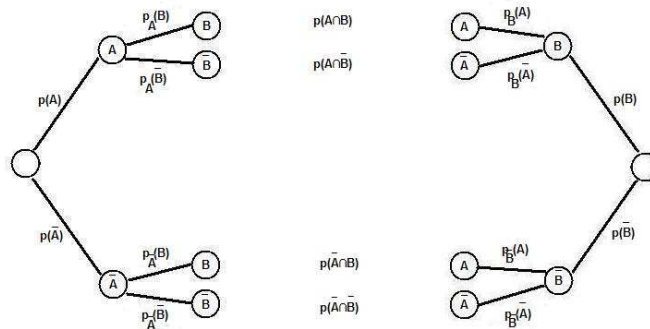 p_A(B) B p(A∩B) A p_B(A)
A B
p_A(B̄) B̄ p(A∩B̄) Ā p_B(Ā)
p(A) p(B)
p(Ā) p(B̄)
p_Ā(B) B p(Ā∩B) A p_B̄(A)
Ā B̄
p_Ā(B̄) B̄ p(Ā∩B̄) Ā p_B̄(Ā)